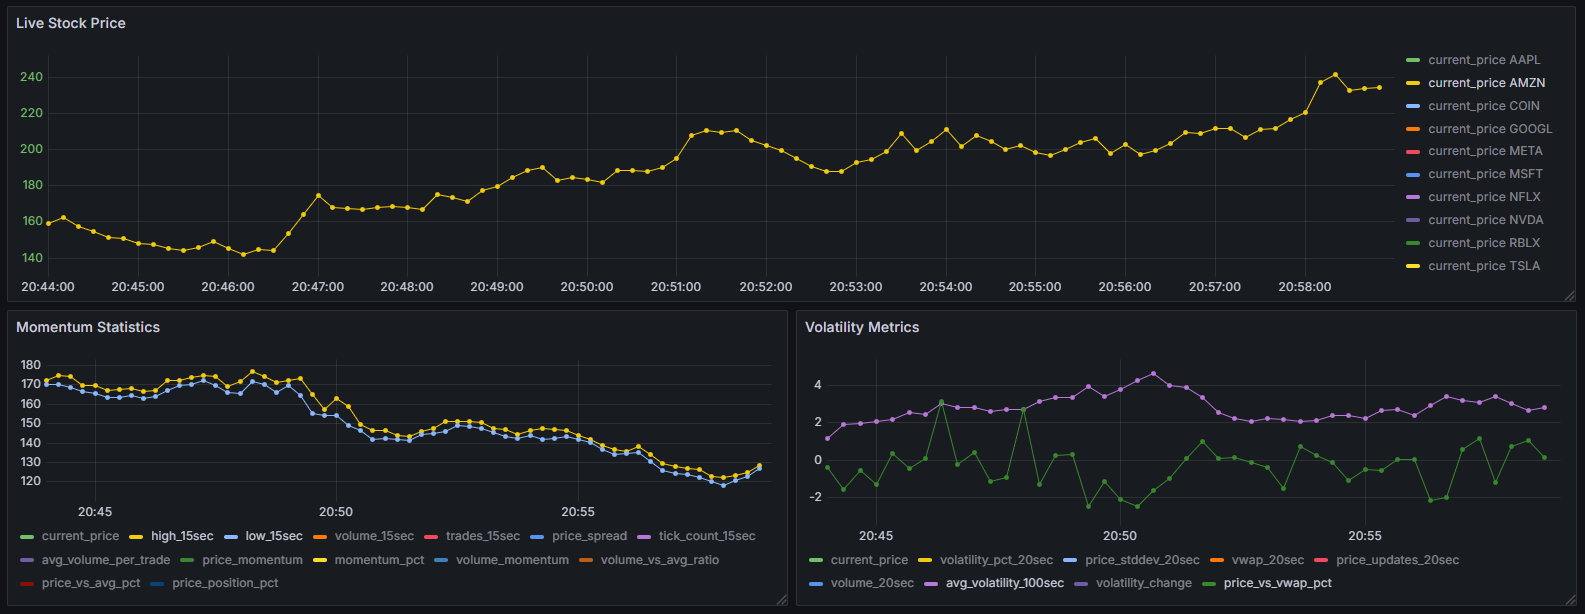 Live Stock Price
240
220
200
180
160
140
20:44:00 20:45:00 20:46:00 20:47:00 20:48:00 20:49:00 20:50:00 20:51:00 20:52:00 20:53:00 20:54:00 20:55:00 20:56:00 20:57:00 20:58:00
current_price AAPL
current_price AMZN
current_price COIN
current_price GOOGL
current_price META
current_price MSFT
current_price NFLX
current_price NVDA
current_price RBLX
current_price TSLA
Momentum Statistics
180
170
160
150
140
130
120
20:45 20:50 20:55
current_price high_15sec low_15sec volume_15sec trades_15sec price_spread tick_count_15sec
avg_volume_per_trade price_momentum momentum_pct volume_momentum volume_vs_avg_ratio
price_vs_avg_pct price_position_pct
Volatility Metrics
4
2
0
-2
20:45 20:50 20:55
current_price volatility_pct_20sec price_stddev_20sec vwap_20sec price_updates_20sec
volume_20sec avg_volatility_100sec volatility_change price_vs_vwap_pct